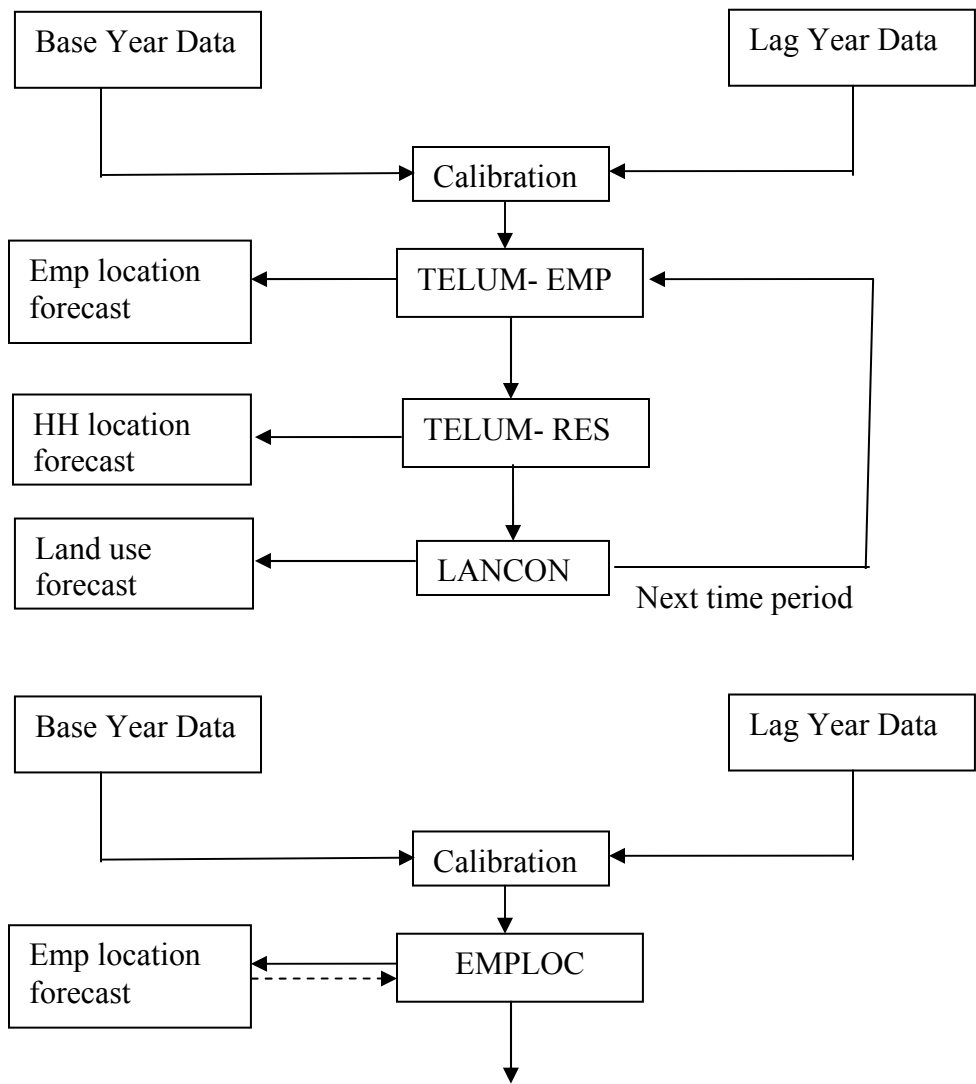 Base Year Data
Lag Year Data
Calibration
Emp location
forecast
TELUM- EMP
HH location
forecast
TELUM- RES
Land use
forecast
LANCON
Next time period
Base Year Data
Lag Year Data
Calibration
Emp location
forecast
EMPLOC